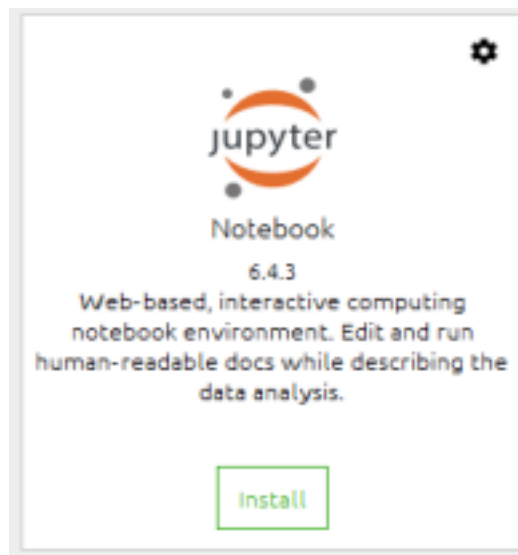 jupyter
Notebook
6.4.3
Web-based, interactive computing
notebook environment. Edit and run
human-readable docs while describing the
data analysis.
Install